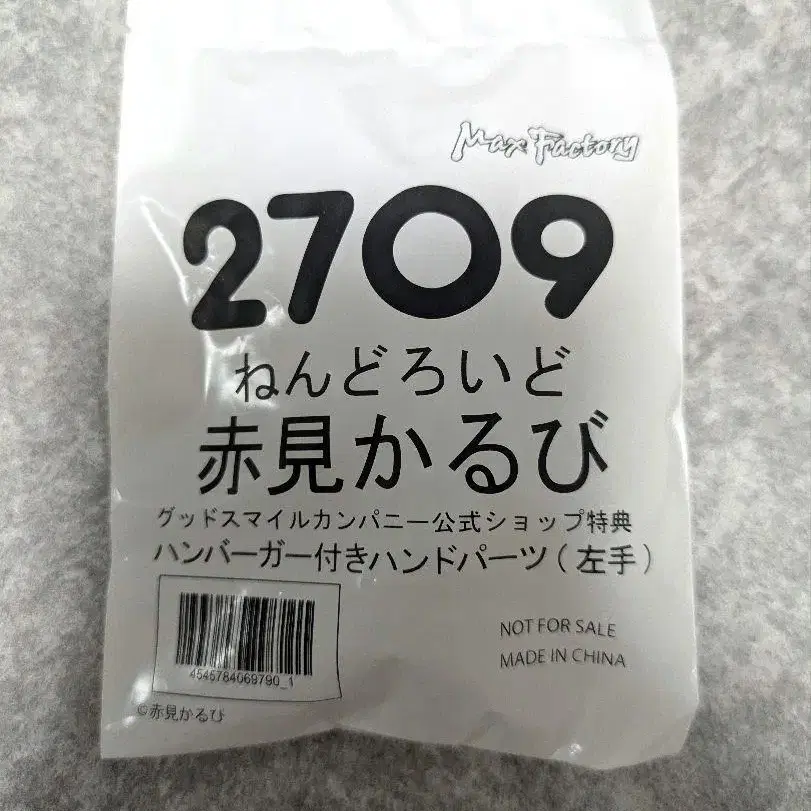 Max Factory
2709
ねんどろいど
赤見かるび
グッドスマイルカンパニー公式ショップ特典
ハンバーガー付きハンドパーツ(左手)
NOT FOR SALE
MADE IN CHINA
4545784069790_1
©赤見かるび